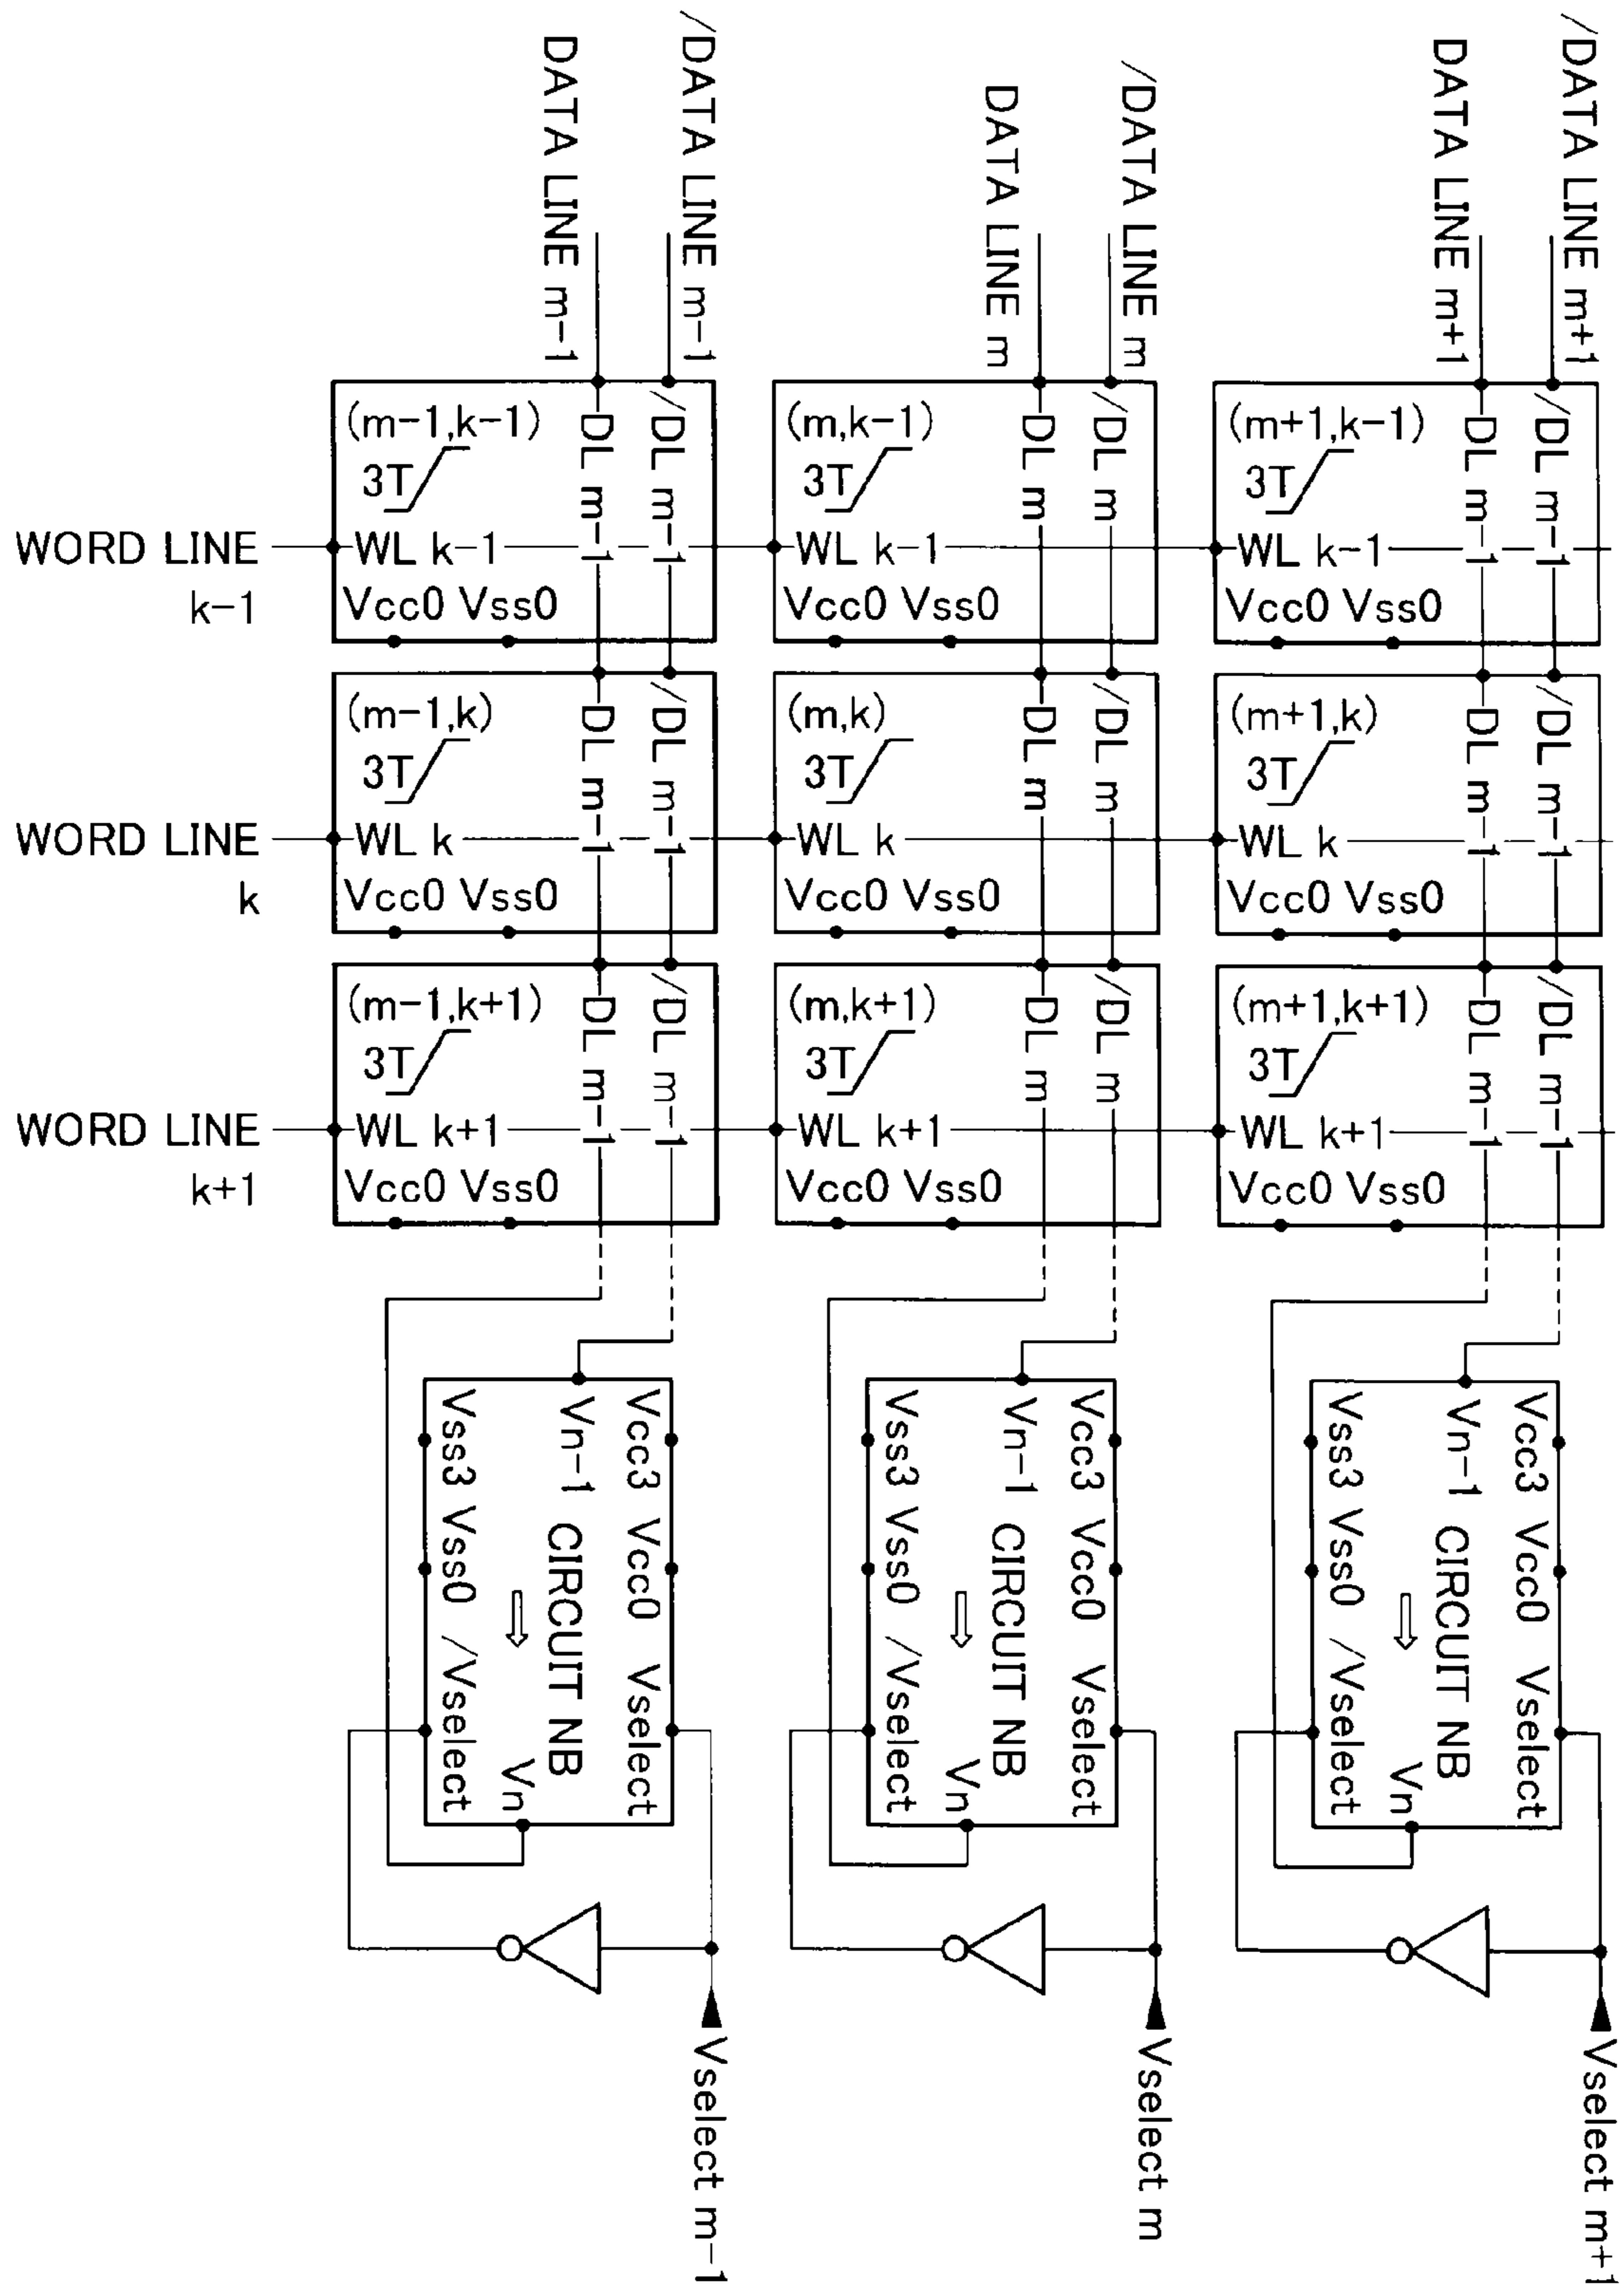 DATA LINE m-1
/DATA LINE m-1
DATA LINE m
/DATA LINE m
DATA LINE m+1
/DATA LINE m+1
WORD LINE
k-1
(m-1,k-1)
3T
WL k-1
Vcc0 Vss0
DL m-1
/DL m-1
(m,k-1)
3T
WL k-1
Vcc0 Vss0
DL m
/DL m
(m+1,k-1)
3T
WL k-1
Vcc0 Vss0
DL m-1
/DL m-1
WORD LINE
k
(m-1,k)
3T
WL k
Vcc0 Vss0
DL m-1
/DL m-1
(m,k)
3T
WL k
Vcc0 Vss0
DL m-1
/DL m-1
(m+1,k)
3T
WL k
Vcc0 Vss0
DL m-1
/DL m-1
WORD LINE
k+1
(m-1,k+1)
3T
WL k+1
Vcc0 Vss0
DL m-1
/DL m-1
(m,k+1)
3T
WL k+1
Vcc0 Vss0
DL m
/DL m
(m+1,k+1)
3T
WL k+1
Vcc0 Vss0
DL m-1
/DL m-1
Vcc3 Vcc0 Vselect
Vn-1 CIRCUIT NB
Vn
Vss3 Vss0 /Vselect
Vcc3 Vcc0 Vselect
Vn-1 CIRCUIT NB
Vn
Vss3 Vss0 /Vselect
Vcc3 Vcc0 Vselect
Vn-1 CIRCUIT NB
Vn
Vss3 Vss0 /Vselect
Vselect m-1
Vselect m
Vselect m+1